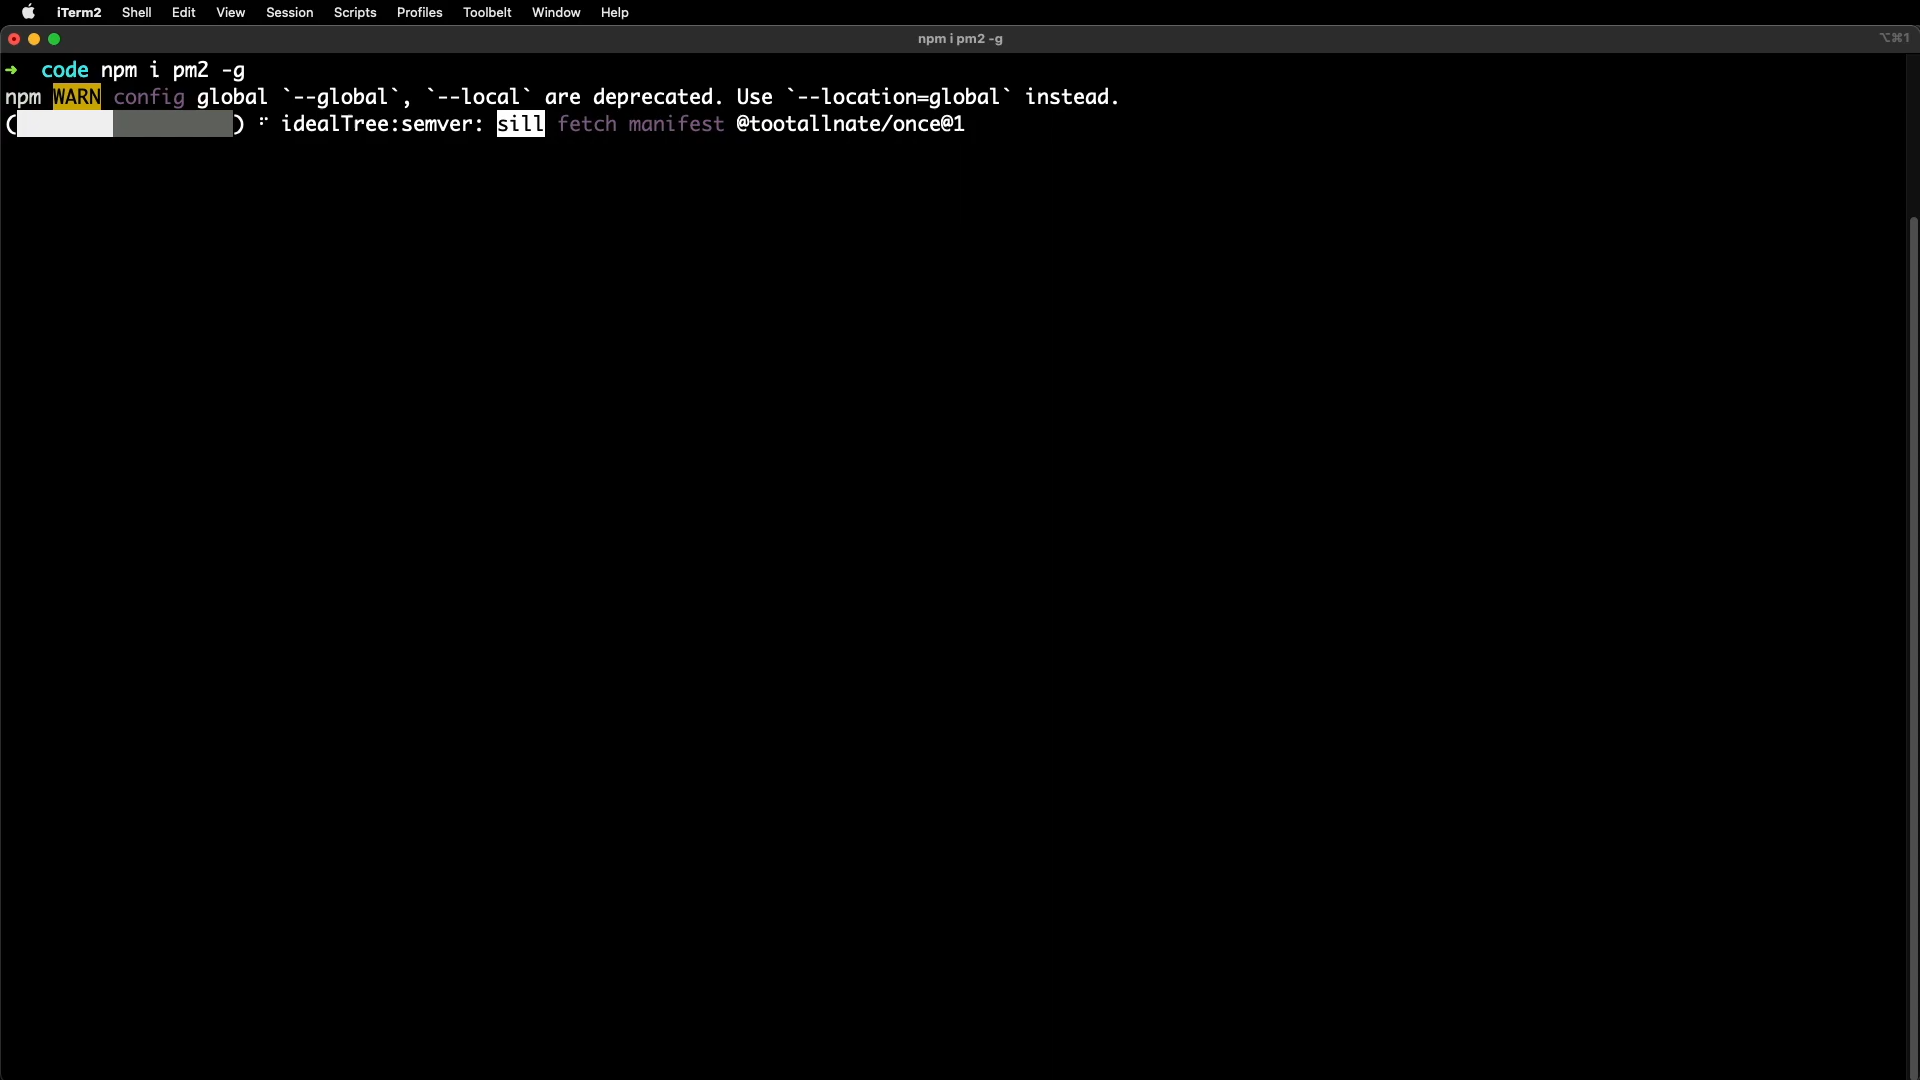 iTerm2 Shell Edit View Session Scripts Profiles Toolbelt Window Help
npm i pm2 -g ⌥⌘1
➜ code npm i pm2 -g
npm WARN config global `--global`, `--local` are deprecated. Use `--location=global` instead.
( ) ⠋ idealTree:semver: sill fetch manifest @tootallnate/once@1